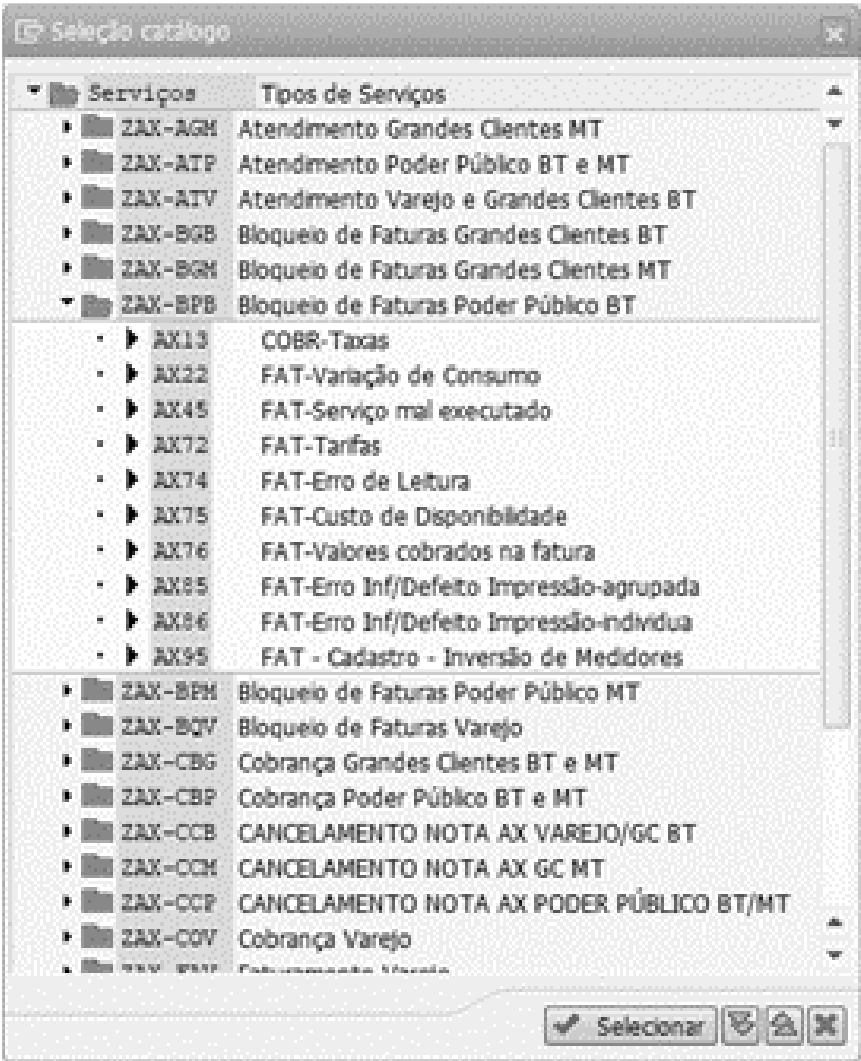 Seleção catálogo
Serviços Tipos de Serviços
ZAX-AGM Atendimento Grandes Clientes MT
ZAX-ATP Atendimento Poder Público BT e MT
ZAX-ATV Atendimento Varejo e Grandes Clientes BT
ZAX-BGB Bloqueio de Faturas Grandes Clientes BT
ZAX-BGM Bloqueio de Faturas Grandes Clientes MT
ZAX-BPB Bloqueio de Faturas Poder Público BT
AX13 COBR-Taxas
AX22 FAT-Variação de Consumo
AX45 FAT-Serviço mal executado
AX72 FAT-Tarifas
AX74 FAT-Erro de Leitura
AX75 FAT-Custo de Disponibilidade
AX76 FAT-Valores cobrados na fatura
AX85 FAT-Erro Inf/Defeito Impressão-agrupada
AX86 FAT-Erro Inf/Defeito Impressão-individua
AX95 FAT - Cadastro - Inversão de Medidores
ZAX-BPM Bloqueio de Faturas Poder Público MT
ZAX-BQV Bloqueio de Faturas Varejo
ZAX-CBG Cobrança Grandes Clientes BT e MT
ZAX-CBP Cobrança Poder Público BT e MT
ZAX-CCB CANCELAMENTO NOTA AX VAREJO/GC BT
ZAX-CCM CANCELAMENTO NOTA AX GC MT
ZAX-CCP CANCELAMENTO NOTA AX PODER PÚBLICO BT/MT
ZAX-COV Cobrança Varejo
Faturamento Varejo
Selecionar